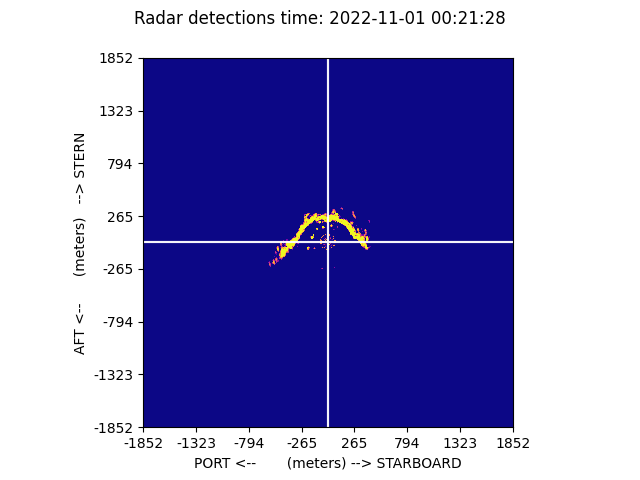 Radar detections time: 2022-11-01 00:21:28
1852
1323
794
265
-265
-794
-1323
-1852
AFT <--      (meters)   --> STERN
-1852 -1323 -794 -265 265 794 1323 1852
PORT <--       (meters) --> STARBOARD